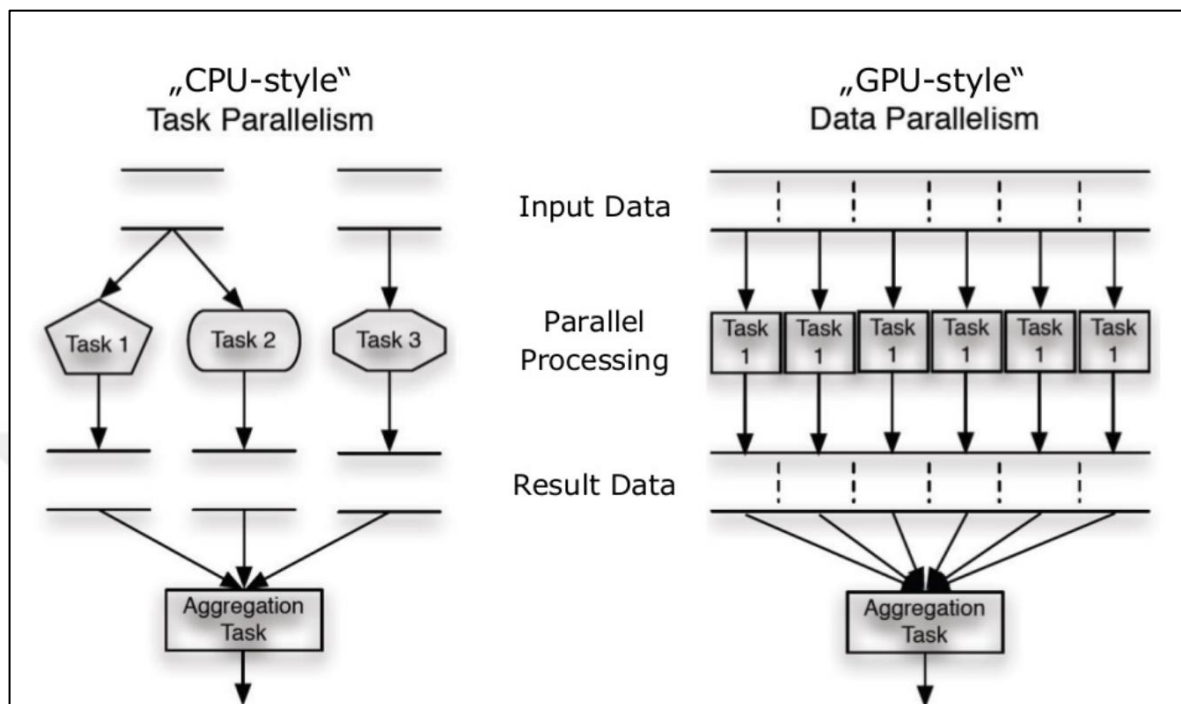 „CPU-style“
Task Parallelism
„GPU-style“
Data Parallelism
Input Data
Task 1
Task 2
Task 3
Parallel
Processing
Task
1
Task
1
Task
1
Task
1
Task
1
Task
1
Result Data
Aggregation
Task
Aggregation
Task